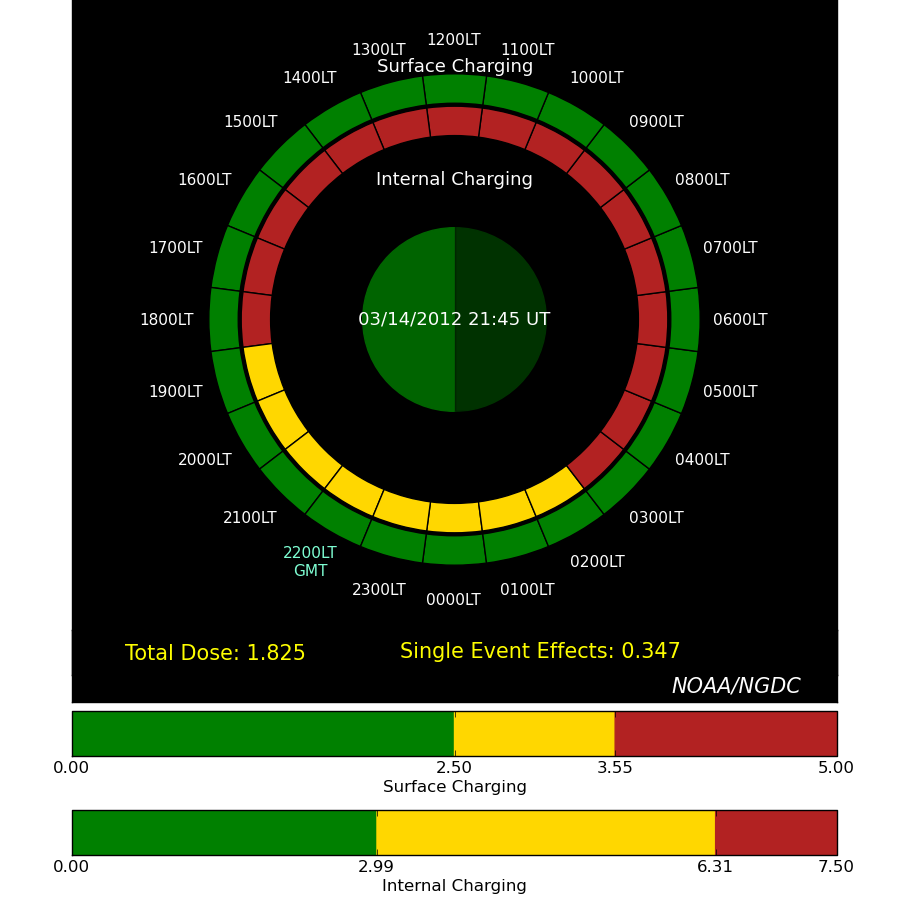 1200LT
1300LT
1100LT
Surface Charging
1400LT
1000LT
1500LT
0900LT
Internal Charging
1600LT
0800LT
1700LT
0700LT
03/14/2012 21:45 UT
1800LT
0600LT
1900LT
0500LT
2000LT
0400LT
2100LT
0300LT
2200LT
GMT
0200LT
2300LT
0100LT
0000LT
Total Dose: 1.825
Single Event Effects: 0.347
NOAA/NGDC
0.00 2.50 3.55 5.00
Surface Charging
0.00 2.99 6.31 7.50
Internal Charging